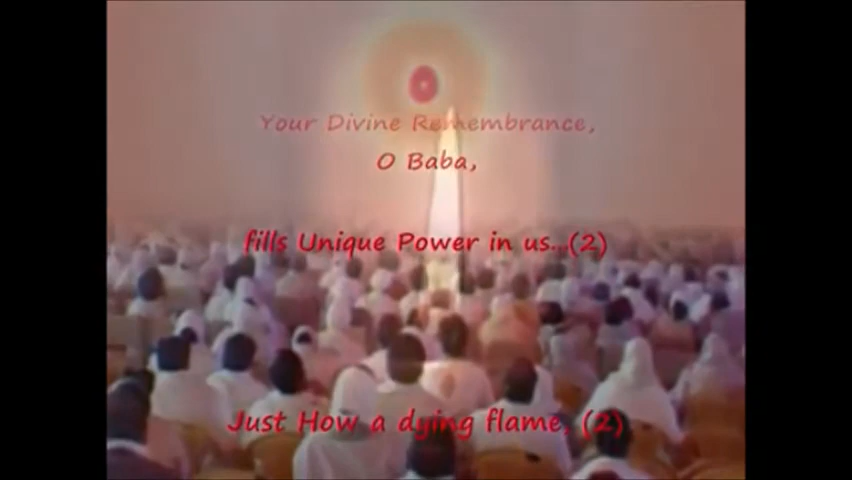 Your Divine Remembrance,
O Baba,
fills Unique Power in us...(2)
Just How a dying flame, (2)